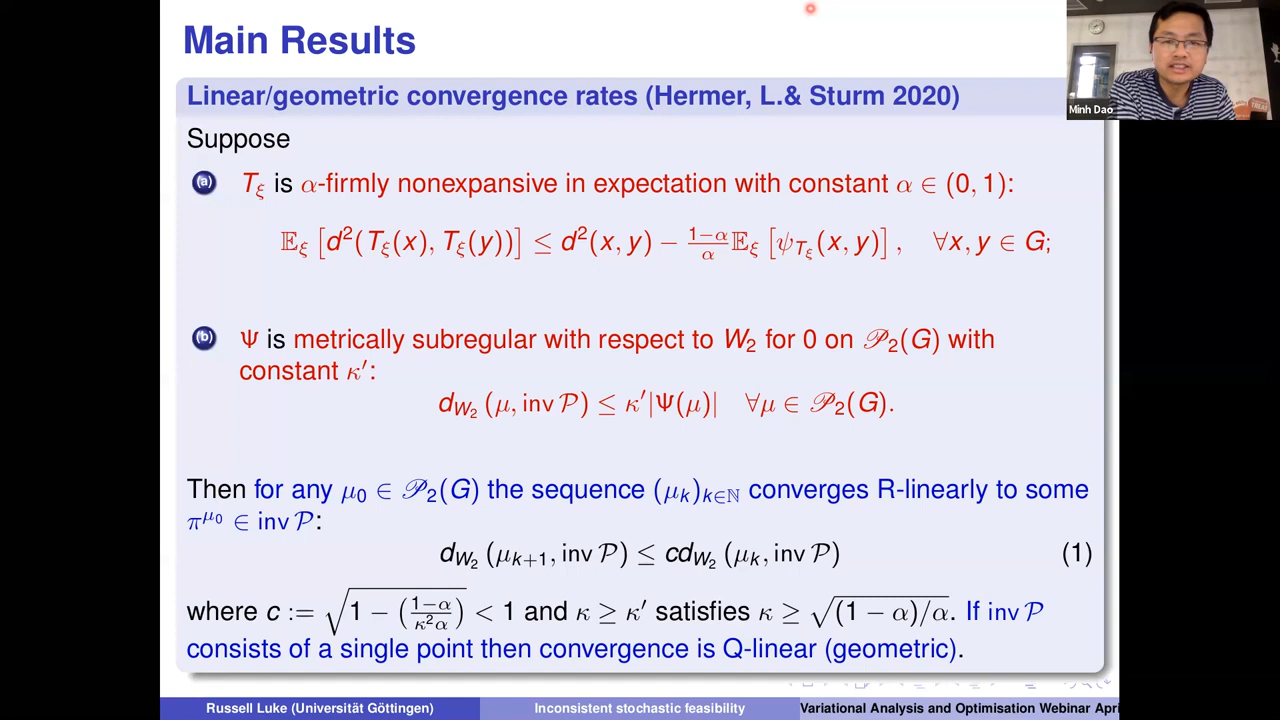 Main Results
Linear/geometric convergence rates (Hermer, L.& Sturm 2020)
Suppose
(a) T_ξ is α-firmly nonexpansive in expectation with constant α ∈ (0, 1):
𝔼_ξ [d²(T_ξ(x), T_ξ(y))] ≤ d²(x, y) − (1−α)/α 𝔼_ξ [ψ_{T_ξ}(x, y)] , ∀x, y ∈ G;
(b) Ψ is metrically subregular with respect to W₂ for 0 on 𝒫₂(G) with
constant κ′:
d_{W₂} (μ, inv 𝒫) ≤ κ′|Ψ(μ)| ∀μ ∈ 𝒫₂(G).
Then for any μ₀ ∈ 𝒫₂(G) the sequence (μ_k)_{k∈ℕ} converges R-linearly to some
π^{μ₀} ∈ inv 𝒫:
d_{W₂} (μ_{k+1}, inv 𝒫) ≤ cd_{W₂} (μ_k, inv 𝒫) (1)
where c := √(1 − ((1−α)/(κ²α))) < 1 and κ ≥ κ′ satisfies κ ≥ √((1 − α)/α). If inv 𝒫
consists of a single point then convergence is Q-linear (geometric).
Russell Luke (Universität Göttingen) Inconsistent stochastic feasibility Variational Analysis and Optimisation Webinar Apri
Minh Dao